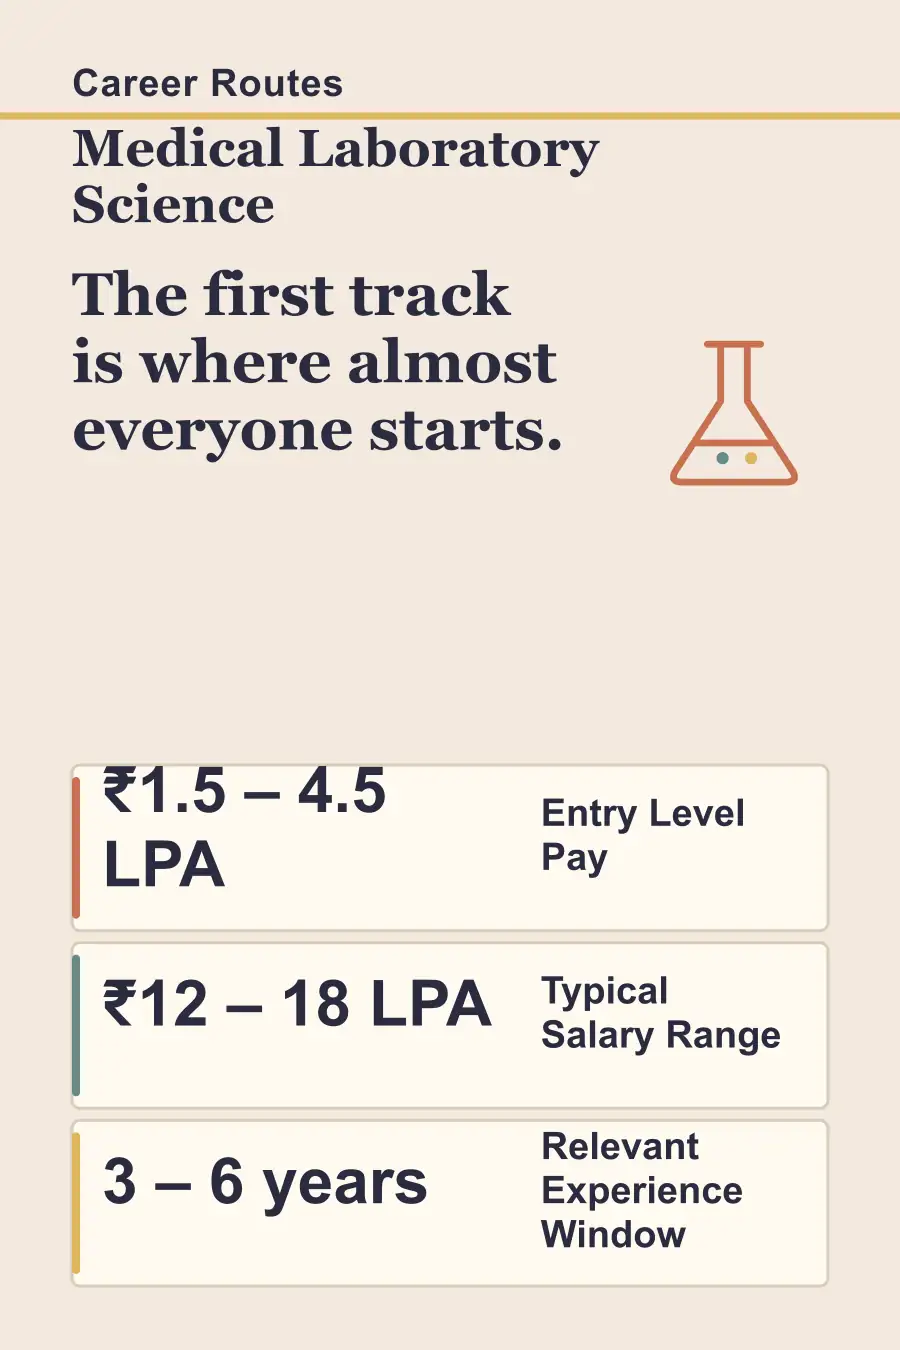 Career Routes
Medical Laboratory
Science
The first track
is where almost
everyone starts.
₹1.5 – 4.5
LPA
Entry Level
Pay
₹12 – 18 LPA
Typical
Salary Range
3 – 6 years
Relevant
Experience
Window